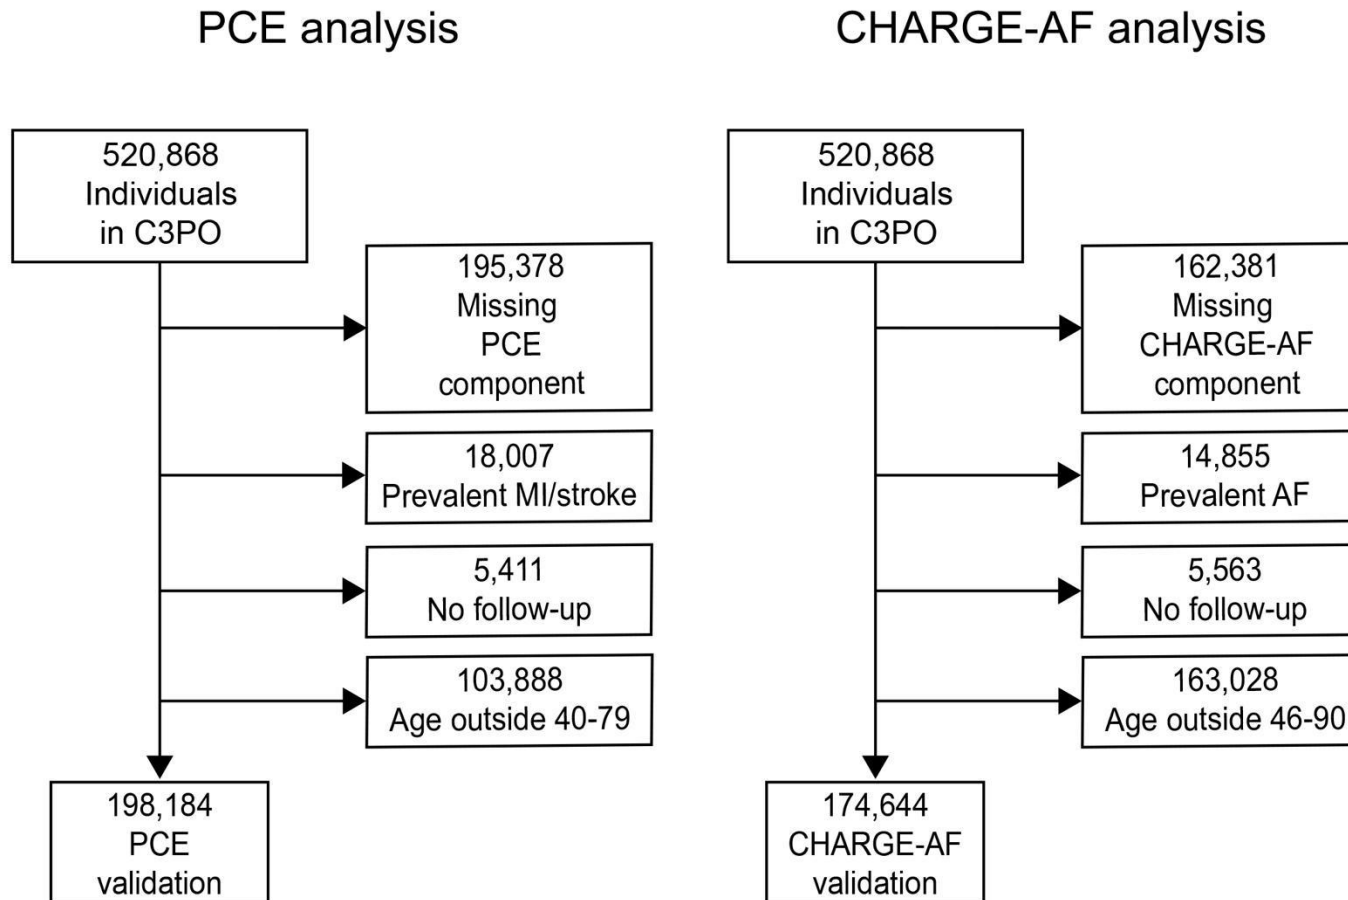 PCE analysis
520,868
Individuals
in C3PO
195,378
Missing
PCE
component
18,007
Prevalent MI/stroke
5,411
No follow-up
103,888
Age outside 40-79
198,184
PCE
validation
CHARGE-AF analysis
520,868
Individuals
in C3PO
162,381
Missing
CHARGE-AF
component
14,855
Prevalent AF
5,563
No follow-up
163,028
Age outside 46-90
174,644
CHARGE-AF
validation